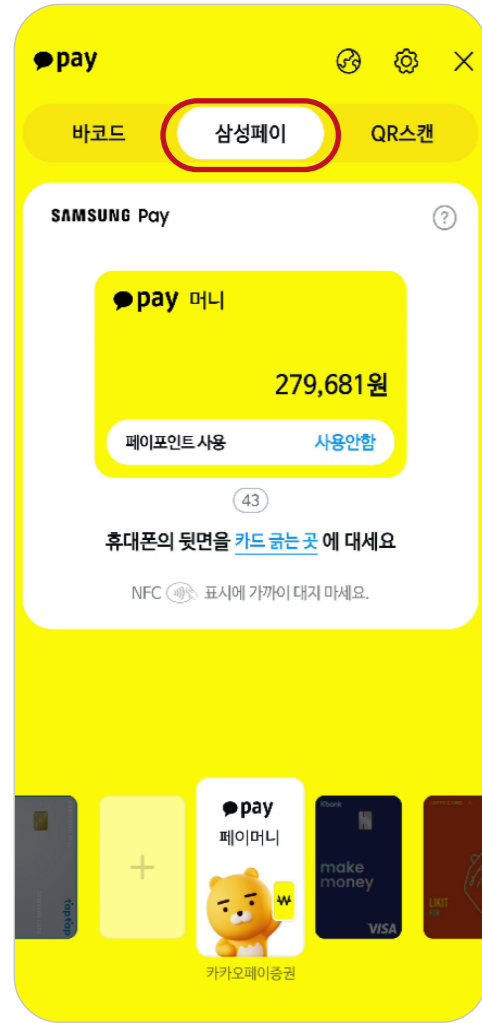 pay
바코드 삼성페이 QR스캔
SAMSUNG Pay ?
pay 머니
279,681원
페이포인트 사용 사용안함
43
휴대폰의 뒷면을 카드 긁는 곳 에 대세요
NFC 표시에 가까이 대지 마세요.
taptap
+
pay
페이머니
₩
카카오페이증권
Kbank
make
money
VISA
LIKIT